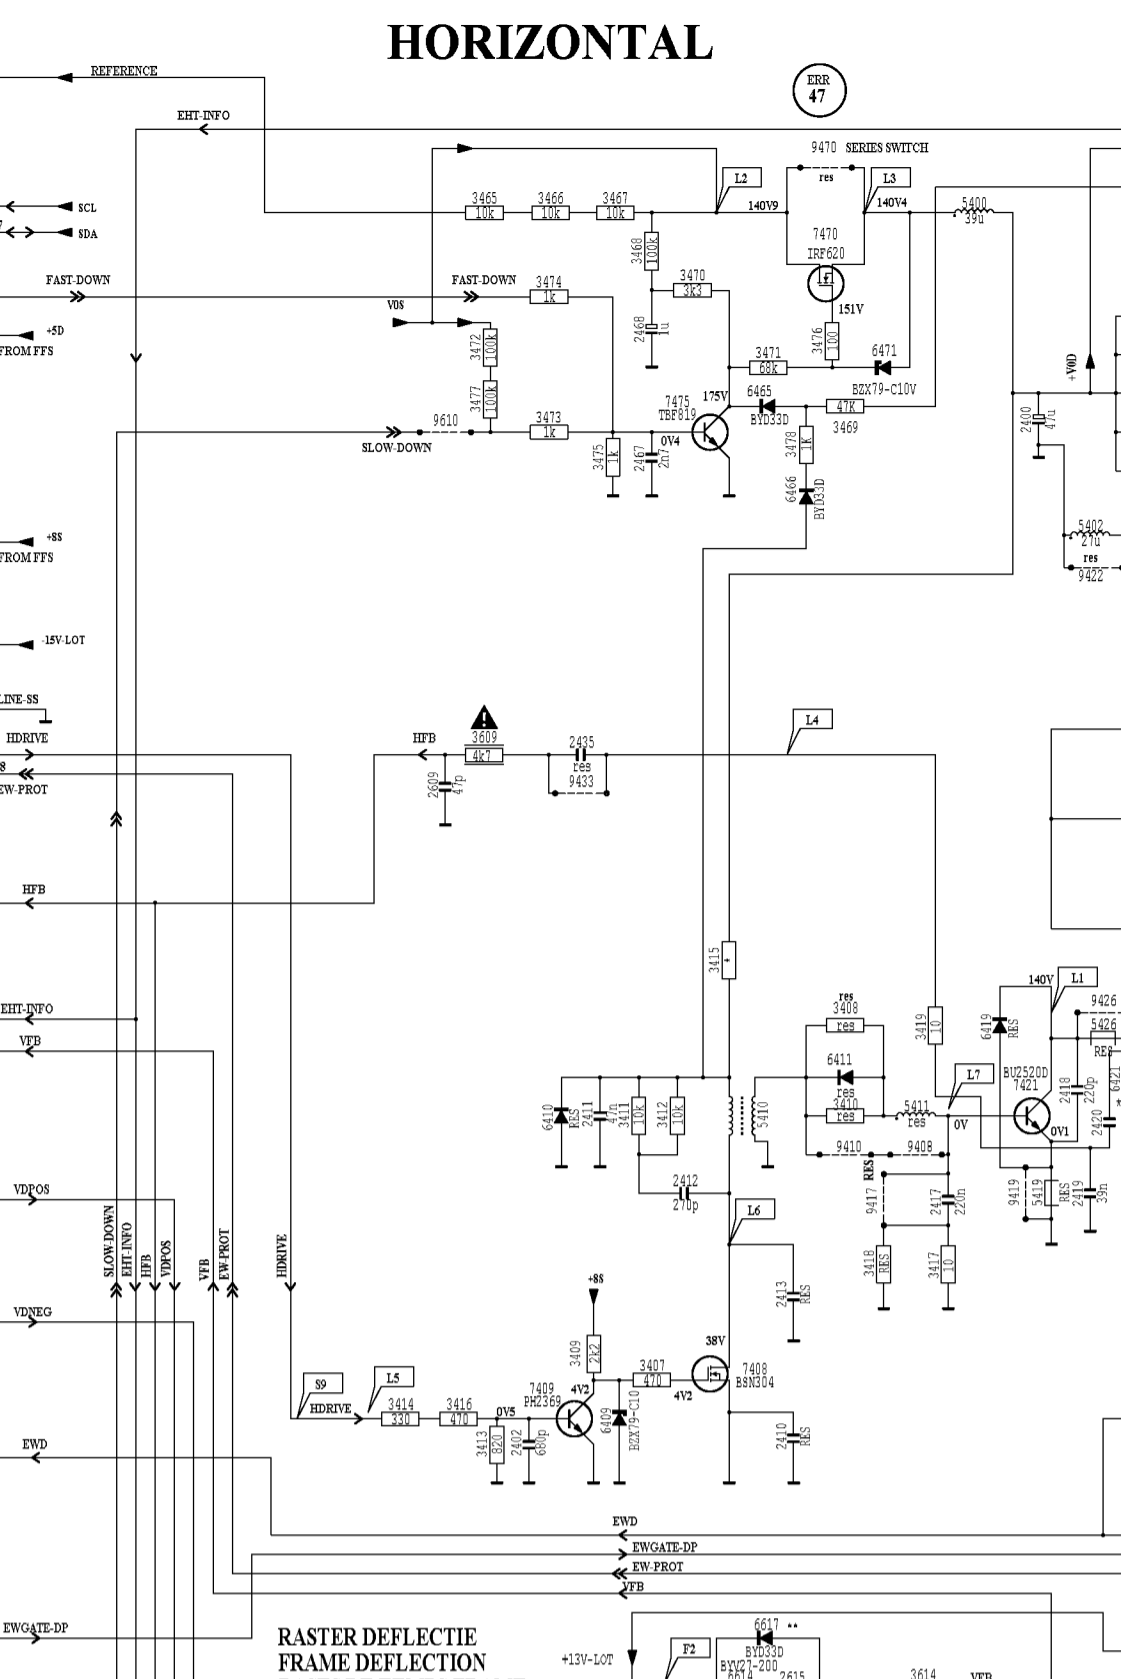 HORIZONTAL
REFERENCE
ERR
47
EHT-INFO
9470 SERIES SWITCH
res
L2
L3
SCL
SDA
3465
10k
3466
10k
3467
10k
140V9
140V4
5400
39u
3468
100k
7470
IRF620
FAST-DOWN
FAST-DOWN
3474
1k
3470
3k3
V0S
151V
+5D
FROM FFS
3472
100k
2468
1u
3476
100
3471
68k
6471
BZX79-C10V
+V0D
3477
100k
175V
6465
BYD33D
47K
3469
7475
TBF819
9610
SLOW-DOWN
3473
1k
0V4
3475
1k
2467
2n7
3478
1K
6466
BYD33D
2400
47u
+8S
FROM FFS
5402
27u
res
9422
-15V-LOT
LINE-SS
HDRIVE
EW-PROT
HFB
3609
4k7
2435
res
9433
L4
2609
47p
HFB
3415
*
EHT-INFO
VFB
res
3408
res
6411
res
3410
5411
res
3419
10
6419
RES
140V
L1
9426
5426
RES
6421
*
L7
BU2520D
7421
2418
220p
2420
0V
0V1
6410
RES
2411
47n
3411
10k
3412
10k
5410
9410
9408
RES
9417
2417
220n
9419
5419
RES
2419
39n
2412
270p
L6
VDPOS
SLOW-DOWN
EHT-INFO
HFB
VDPOS
VFB
EW-PROT
HDRIVE
3418
RES
3417
10
+8S
2413
RES
VDNEG
3409
2k2
38V
7408
BSN304
3407
470
4V2
S9
L5
HDRIVE
3414
330
3416
470
0V5
7409
PH2369
4V2
6409
BZX79-C10
3413
820
2402
680p
2410
RES
EWD
EWD
EWGATE-DP
EW-PROT
VFB
EWGATE-DP
RASTER DEFLECTIE
FRAME DEFLECTION
+13V-LOT
F2
6617 **
BYD33D
BYV27-200
6614
2615
3614
VFB